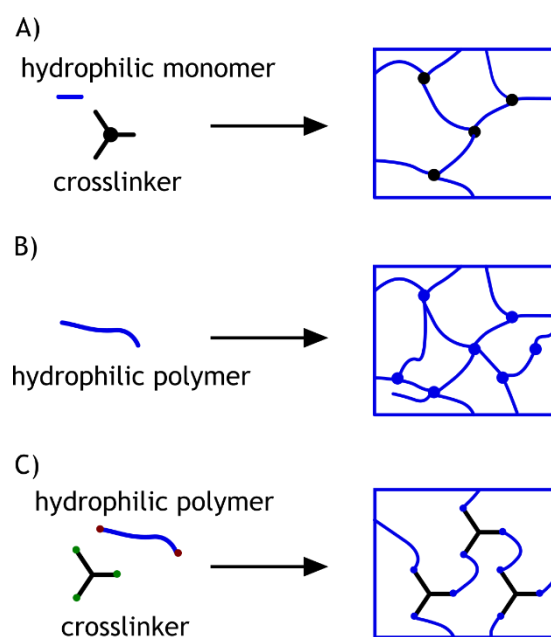 A)
hydrophilic monomer
crosslinker
B)
hydrophilic polymer
C)
hydrophilic polymer
crosslinker